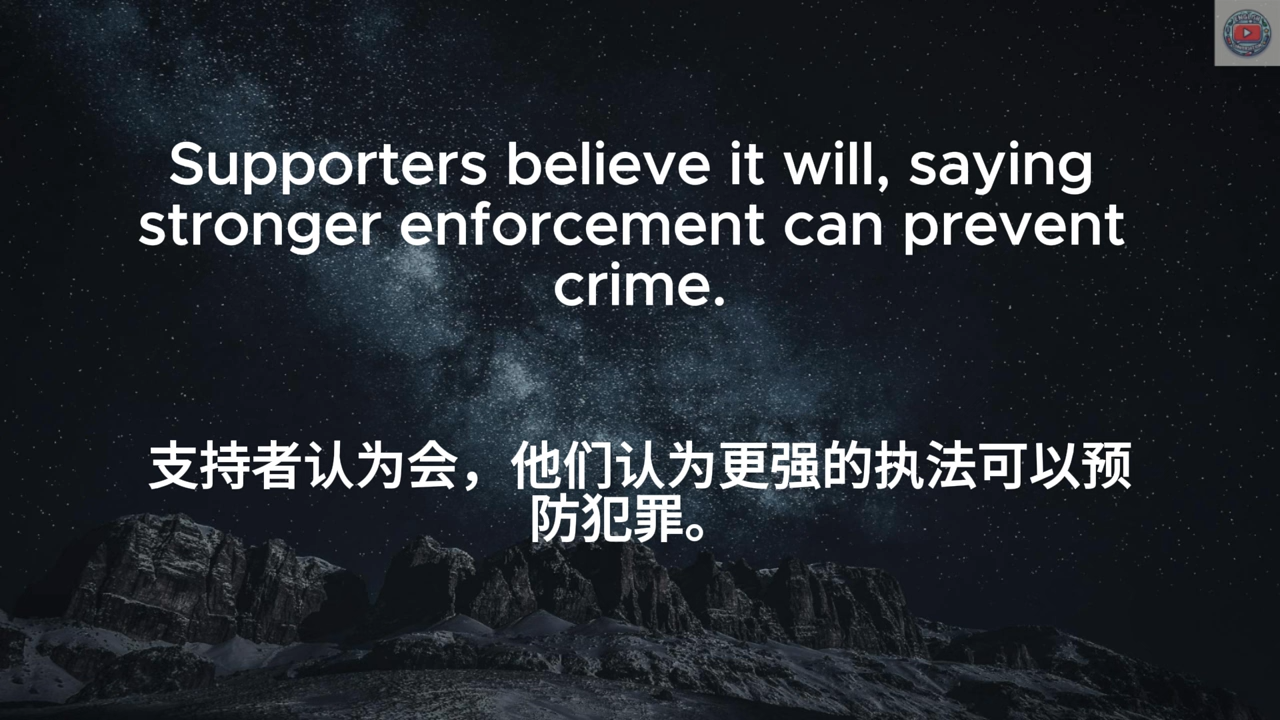 Supporters believe it will, saying
stronger enforcement can prevent
crime.
支持者认为会，他们认为更强的执法可以预
防犯罪。